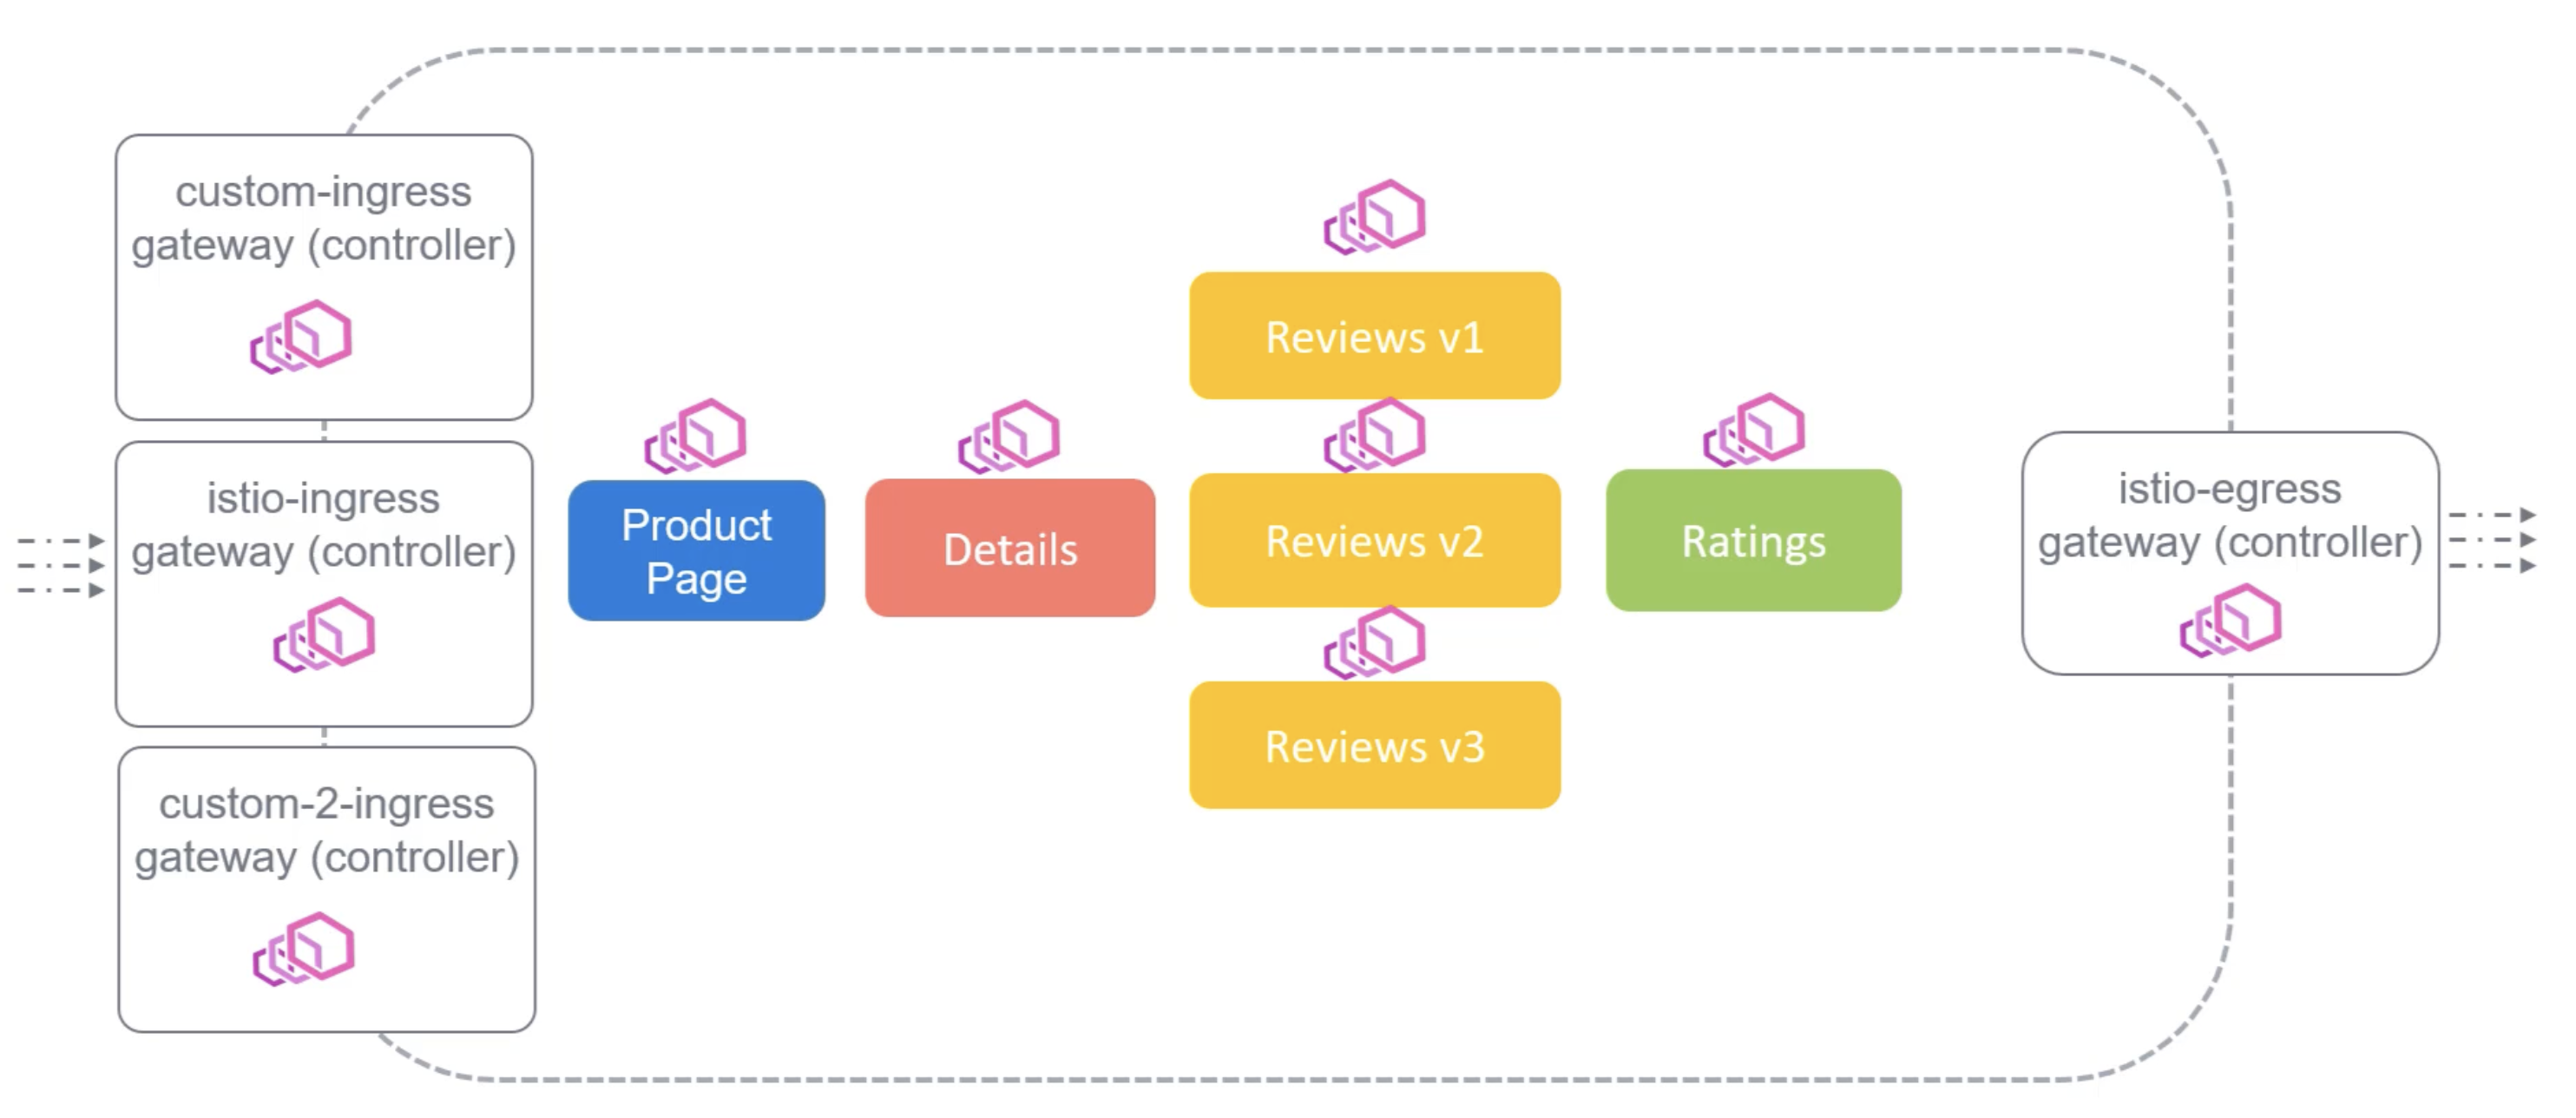 custom-ingress
gateway (controller)
istio-ingress
gateway (controller)
custom-2-ingress
gateway (controller)
Product
Page
Details
Reviews v1
Reviews v2
Reviews v3
Ratings
istio-egress
gateway (controller)